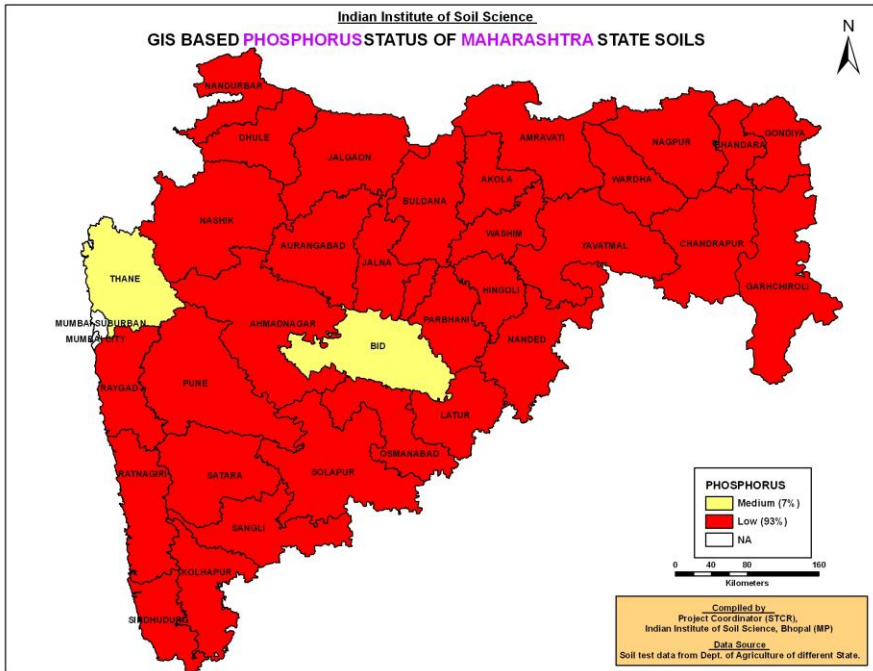 Indian Institute of Soil Science
GIS BASED PHOSPHORUS STATUS OF MAHARASHTRA STATE SOILS
N
NANDURBAR
DHULE
JALGAON
AMRAVATI
NAGPUR
BHANDARA
GONDIYA
AKOLA
WARDHA
BULDANA
NASHIK
WASHIM
AURANGABAD
YAVATMAL
CHANDRAPUR
JALNA
THANE
HINGOLI
GARHCHIROLI
MUMBAI SUBURBAN
AHMADNAGAR
PARBHANI
MUMBAI CITY
BID
NANDED
RAYGAD
PUNE
LATUR
OSMANABAD
RATNAGIRI
SATARA
SOLAPUR
SANGLI
KOLHAPUR
SINDHUDURG
PHOSPHORUS
Medium (7%)
Low (93%)
NA
0 40 80 160
Kilometers
Compiled by
Project Coordinator (STCR),
Indian Institute of Soil Science, Bhopal (MP)
Data Source
Soil test data from Dept. of Agriculture of different State.